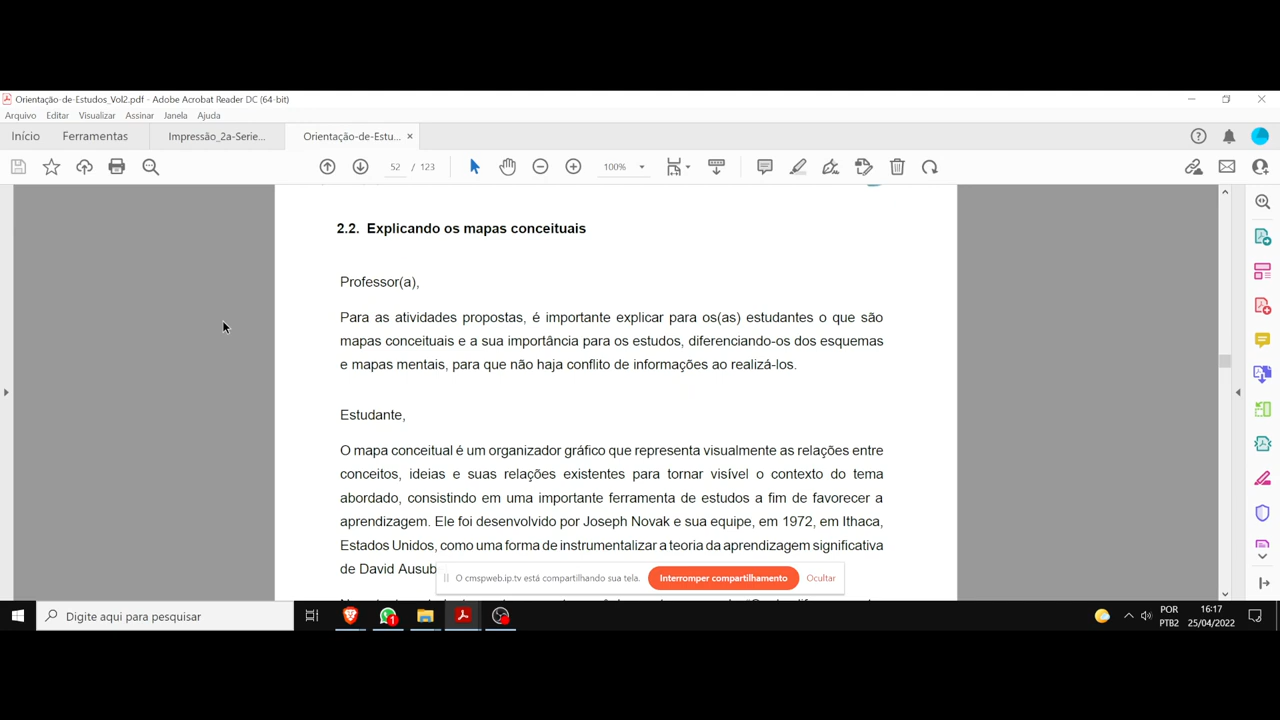 Orientação-de-Estudos_Vol2.pdf - Adobe Acrobat Reader DC (64-bit)
Arquivo Editar Visualizar Assinar Janela Ajuda
Início Ferramentas Impressão_2a-Serie... Orientação-de-Estu... ×
52 / 123 100%
2.2. Explicando os mapas conceituais
Professor(a),
Para as atividades propostas, é importante explicar para os(as) estudantes o que são
mapas conceituais e a sua importância para os estudos, diferenciando-os dos esquemas
e mapas mentais, para que não haja conflito de informações ao realizá-los.
Estudante,
O mapa conceitual é um organizador gráfico que representa visualmente as relações entre
conceitos, ideias e suas relações existentes para tornar visível o contexto do tema
abordado, consistindo em uma importante ferramenta de estudos a fim de favorecer a
aprendizagem. Ele foi desenvolvido por Joseph Novak e sua equipe, em 1972, em Ithaca,
Estados Unidos, como uma forma de instrumentalizar a teoria da aprendizagem significativa
de David Ausub
O cmspweb.ip.tv está compartilhando sua tela. Interromper compartilhamento Ocultar
Digite aqui para pesquisar
1
POR
PTB2
16:17
25/04/2022